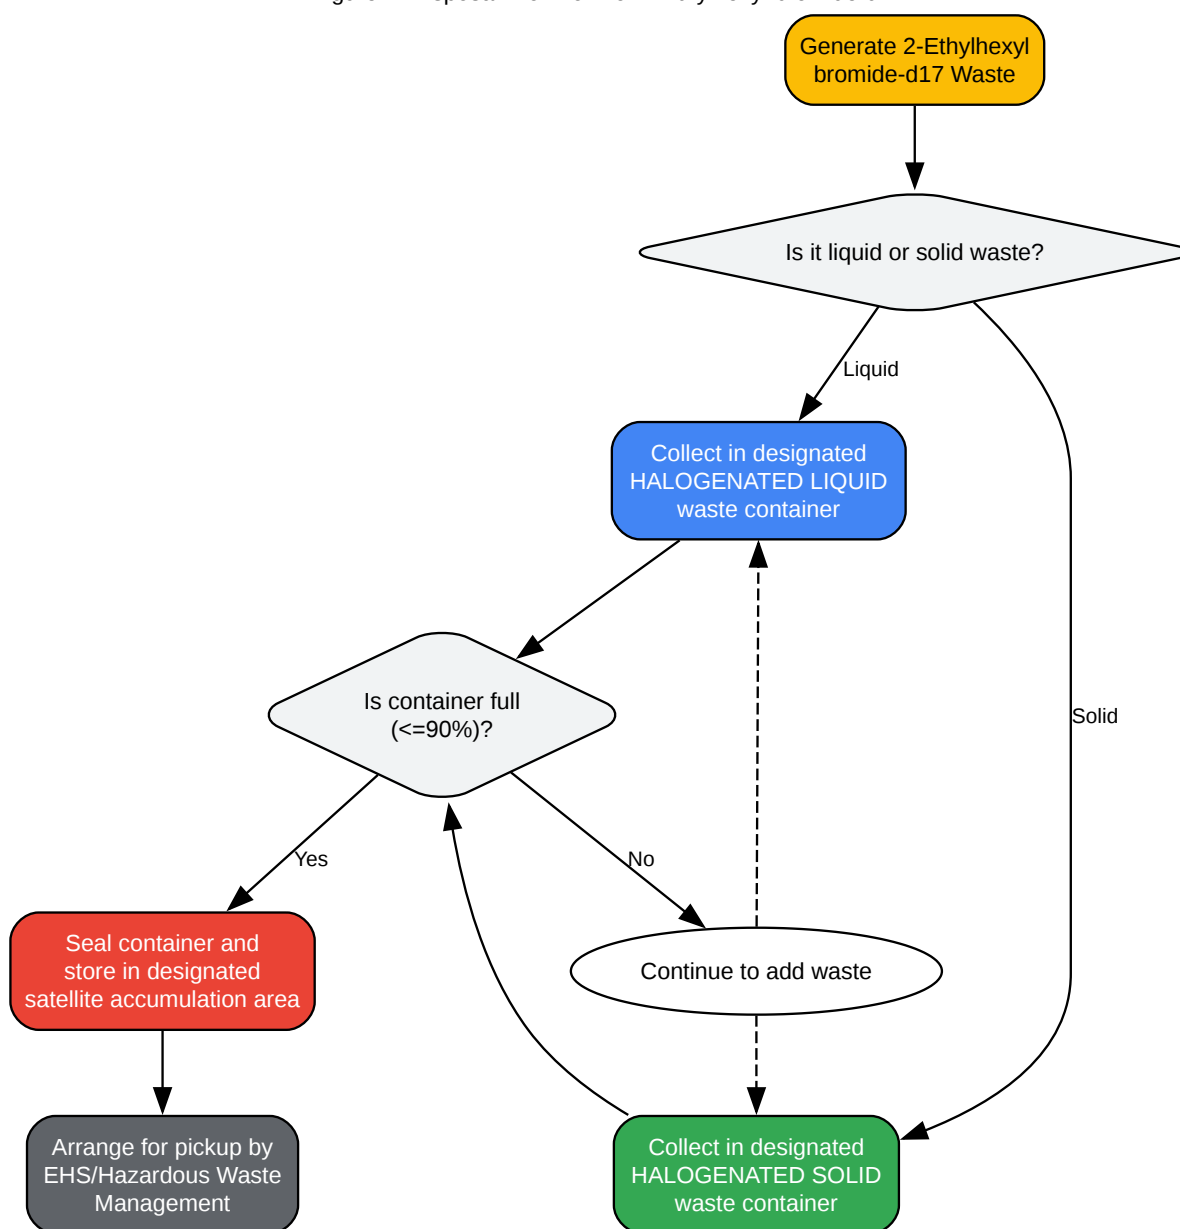 Generate 2-Ethylhexyl
bromide-d17 Waste
Is it liquid or solid waste?
Liquid
Collect in designated
HALOGENATED LIQUID
waste container
Is container full
(<=90%)?
Solid
Yes
No
Seal container and
store in designated
satellite accumulation area
Continue to add waste
Arrange for pickup by
EHS/Hazardous Waste
Management
Collect in designated
HALOGENATED SOLID
waste container